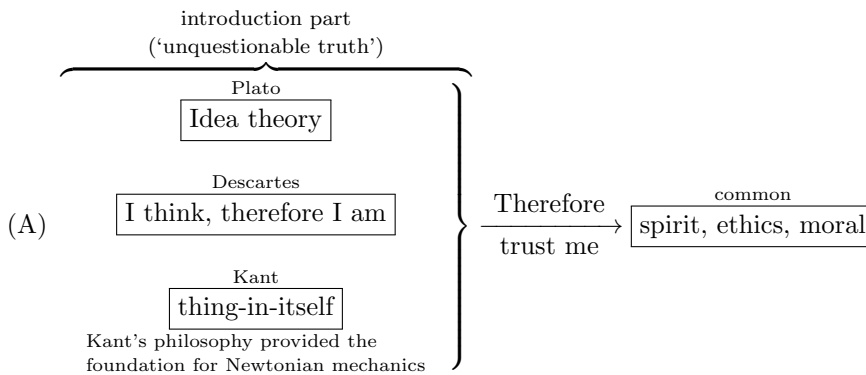 introduction part
(‘unquestionable truth’)
Plato
Idea theory
Descartes
(A) I think, therefore I am
Therefore
trust me
common
spirit, ethics, moral
Kant
thing-in-itself
Kant’s philosophy provided the
foundation for Newtonian mechanics